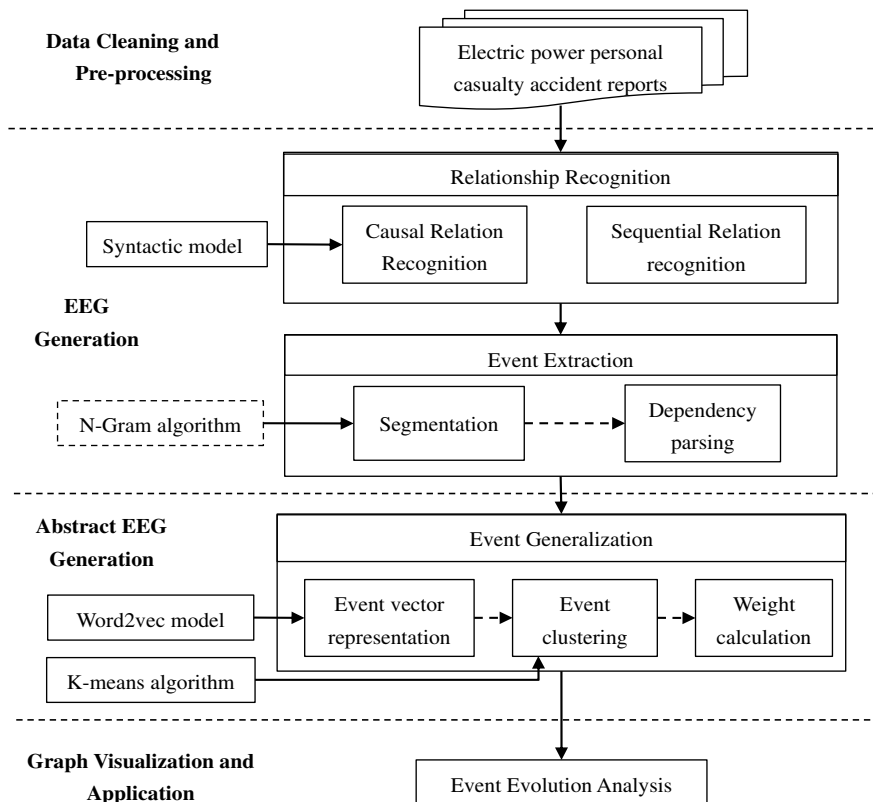 Data Cleaning and
Pre-processing
Electric power personal
casualty accident reports
Relationship Recognition
Syntactic model
Causal Relation
Recognition
Sequential Relation
recognition
EEG
Generation
Event Extraction
N-Gram algorithm
Segmentation
Dependency
parsing
Abstract EEG
Generation
Event Generalization
Word2vec model
Event vector
representation
Event
clustering
Weight
calculation
K-means algorithm
Graph Visualization and
Application
Event Evolution Analysis